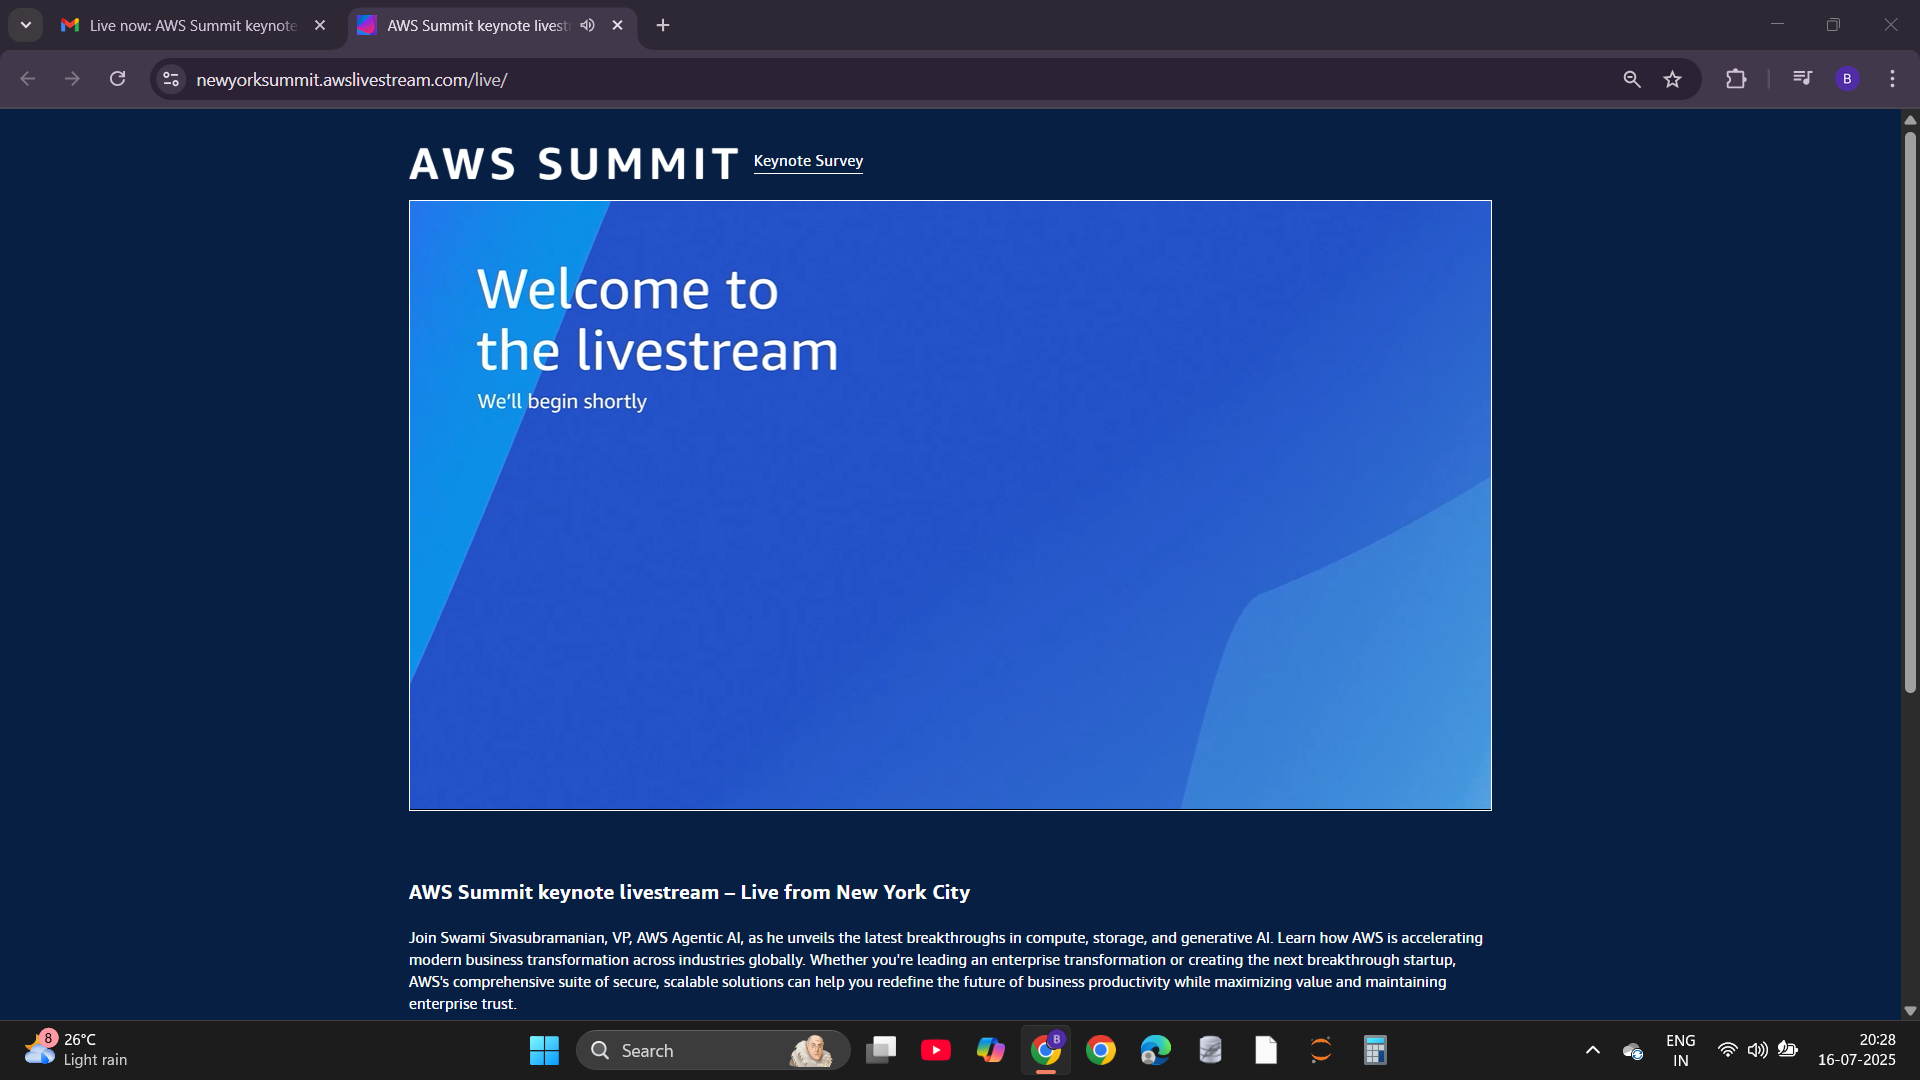 Live now: AWS Summit keynote
AWS Summit keynote livest
newyorksummit.awslivestream.com/live/
B
AWS SUMMIT
Keynote Survey
Welcome to
the livestream
We'll begin shortly
AWS Summit keynote livestream – Live from New York City
Join Swami Sivasubramanian, VP, AWS Agentic AI, as he unveils the latest breakthroughs in compute, storage, and generative AI. Learn how AWS is accelerating
modern business transformation across industries globally. Whether you're leading an enterprise transformation or creating the next breakthrough startup,
AWS's comprehensive suite of secure, scalable solutions can help you redefine the future of business productivity while maximizing value and maintaining
enterprise trust.
8
26°C
Light rain
Search
B
ENG
IN
20:28
16-07-2025